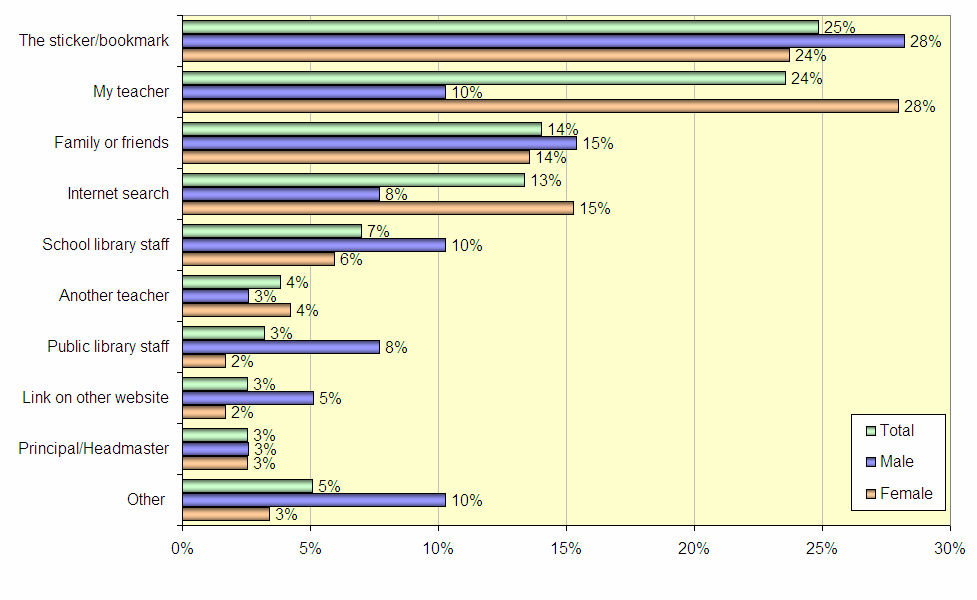 The sticker/bookmark
25%
28%
24%
My teacher
24%
10%
28%
Family or friends
14%
15%
14%
Internet search
13%
8%
15%
School library staff
7%
10%
6%
Another teacher
4%
3%
4%
Public library staff
3%
8%
2%
Link on other website
3%
5%
2%
Principal/Headmaster
3%
3%
3%
Other
5%
10%
3%
Total
Male
Female
0% 5% 10% 15% 20% 25% 30%